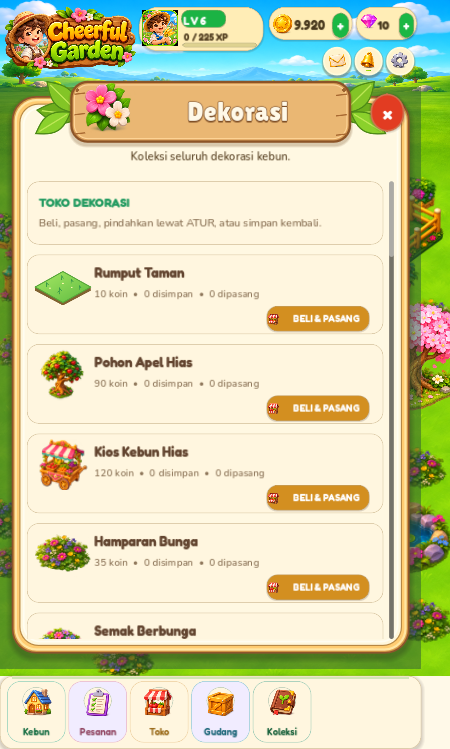 Cheerful
Garden
LV 6
0 / 225 XP
9.920
+
10
+
Dekorasi
×
Koleksi seluruh dekorasi kebun.
TOKO DEKORASI
Beli, pasang, pindahkan lewat ATUR, atau simpan kembali.
Rumput Taman
10 koin • 0 disimpan • 0 dipasang
BELI & PASANG
Pohon Apel Hias
90 koin • 0 disimpan • 0 dipasang
BELI & PASANG
Kios Kebun Hias
120 koin • 0 disimpan • 0 dipasang
BELI & PASANG
Hamparan Bunga
35 koin • 0 disimpan • 0 dipasang
BELI & PASANG
Semak Berbunga
Kebun Pesanan Toko Gudang Koleksi